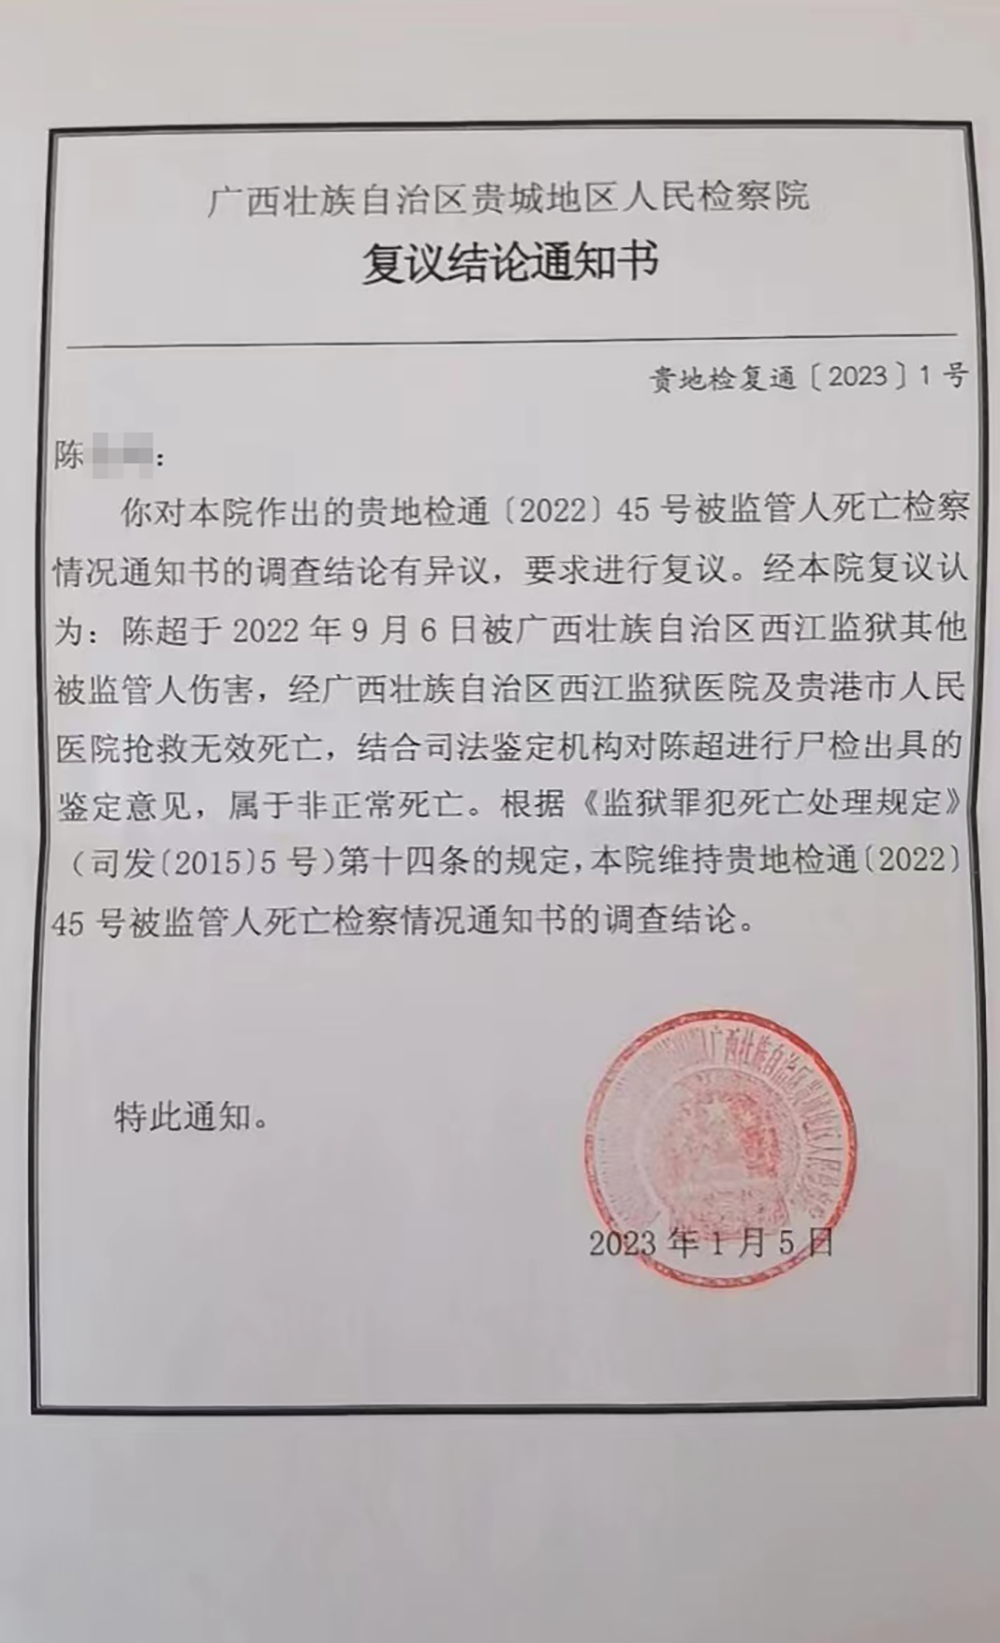 广西壮族自治区贵城地区人民检察院
复议结论通知书
贵地检复通〔2023〕1号
陈：
你对本院作出的贵地检通〔2022〕45号被监管人死亡检察
情况通知书的调查结论有异议，要求进行复议。经本院复议认
为：陈超于2022年9月6日被广西壮族自治区西江监狱其他
被监管人伤害，经广西壮族自治区西江监狱医院及贵港市人民
医院抢救无效死亡，结合司法鉴定机构对陈超进行尸检出具的
鉴定意见，属于非正常死亡。根据《监狱罪犯死亡处理规定》
（司发〔2015〕5号）第十四条的规定，本院维持贵地检通〔2022〕
45号被监管人死亡检察情况通知书的调查结论。
特此通知。
广西壮族自治区
2023年1月5日